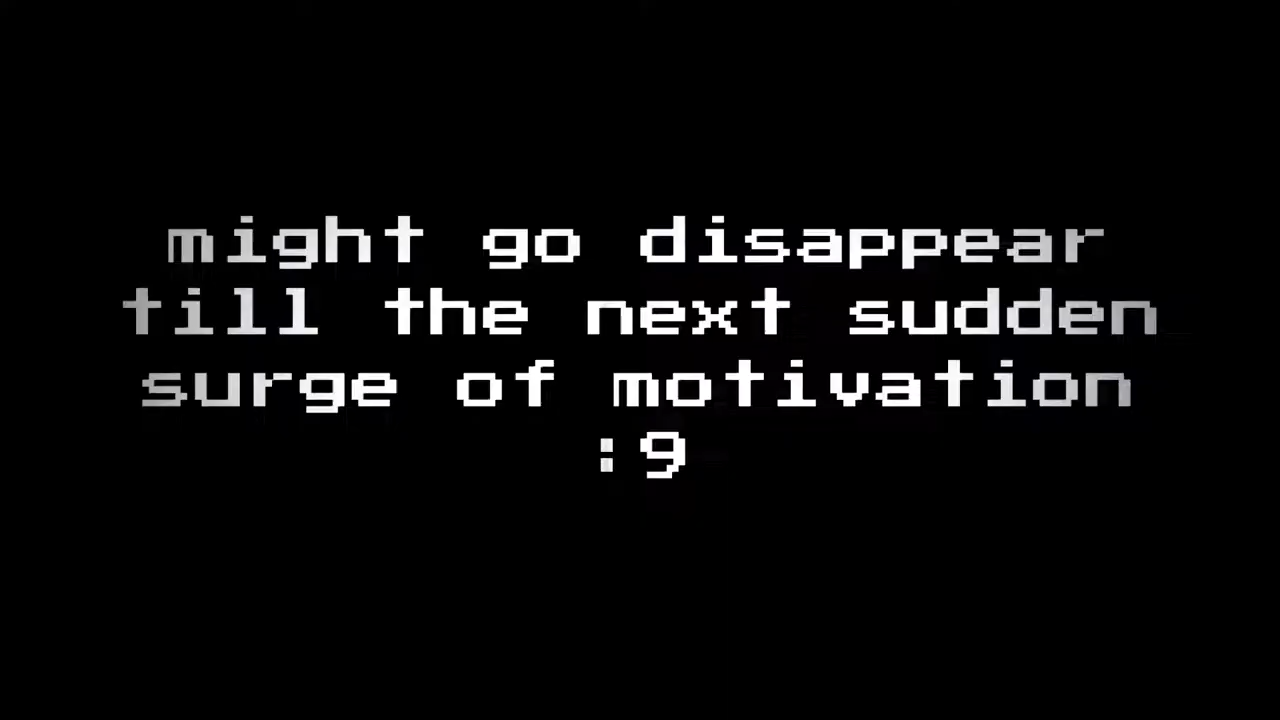 might go disappear
till the next sudden
surge of motivation
:9